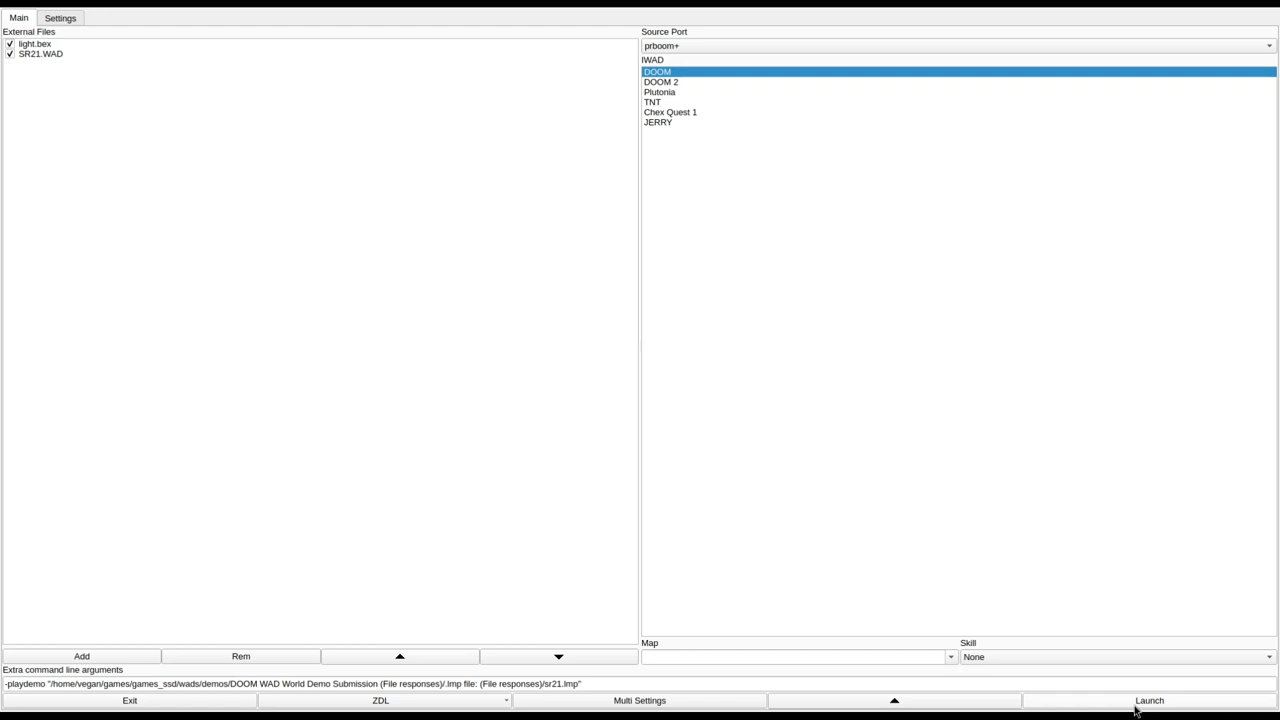 Main Settings
External Files
light.bex
SR21.WAD
Source Port
prboom+
IWAD
DOOM
DOOM 2
Plutonia
TNT
Chex Quest 1
JERRY
Map Skill
None
Add Rem
Extra command line arguments
-playdemo "/home/vegan/games/games_ssd/wads/demos/DOOM WAD World Demo Submission (File responses)/.lmp file: (File responses)/sr21.lmp"
Exit ZDL Multi Settings Launch